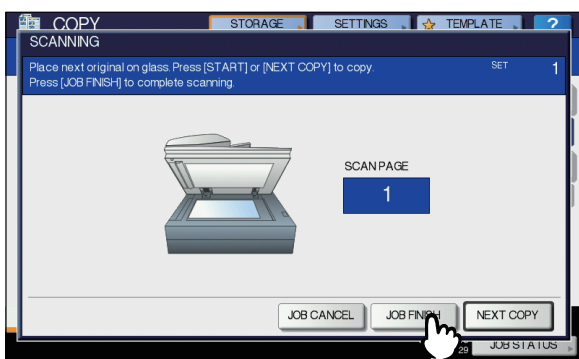 COPY
STORAGE
SETTINGS
TEMPLATE
?
SCANNING
Place next original on glass. Press [START] or [NEXT COPY] to copy.
Press [JOB FINISH] to complete scanning.
SET 1
SCAN PAGE
1
JOB CANCEL
JOB FINISH
NEXT COPY
29
JOB STATUS